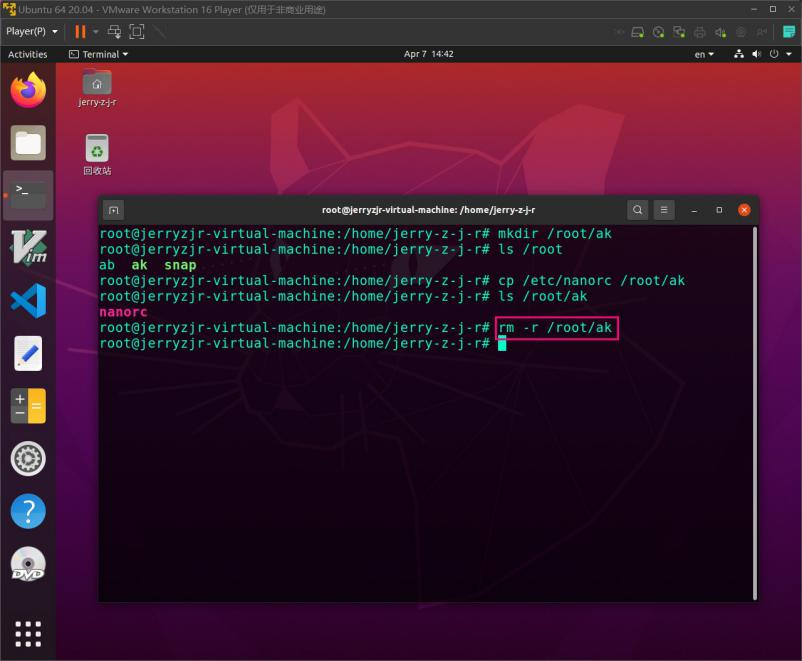 Ubuntu 64 20.04 - VMware Workstation 16 Player (仅用于非商业用途)
Player(P)
Activities
Terminal
Apr 7 14:42
en
jerry-z-j-r
回收站
root@jerryzjr-virtual-machine: /home/jerry-z-j-r
root@jerryzjr-virtual-machine:/home/jerry-z-j-r# mkdir /root/ak
root@jerryzjr-virtual-machine:/home/jerry-z-j-r# ls /root
ab ak snap
root@jerryzjr-virtual-machine:/home/jerry-z-j-r# cp /etc/nanorc /root/ak
root@jerryzjr-virtual-machine:/home/jerry-z-j-r# ls /root/ak
nanorc
root@jerryzjr-virtual-machine:/home/jerry-z-j-r# rm -r /root/ak
root@jerryzjr-virtual-machine:/home/jerry-z-j-r#
>_
Vim
DVD